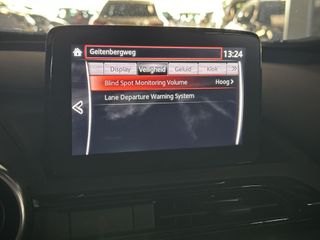 Geitenbergweg
13:24
Display Veiligheid Geluid Klok
Blind Spot Monitoring Volume Hoog
Lane Departure Warning System